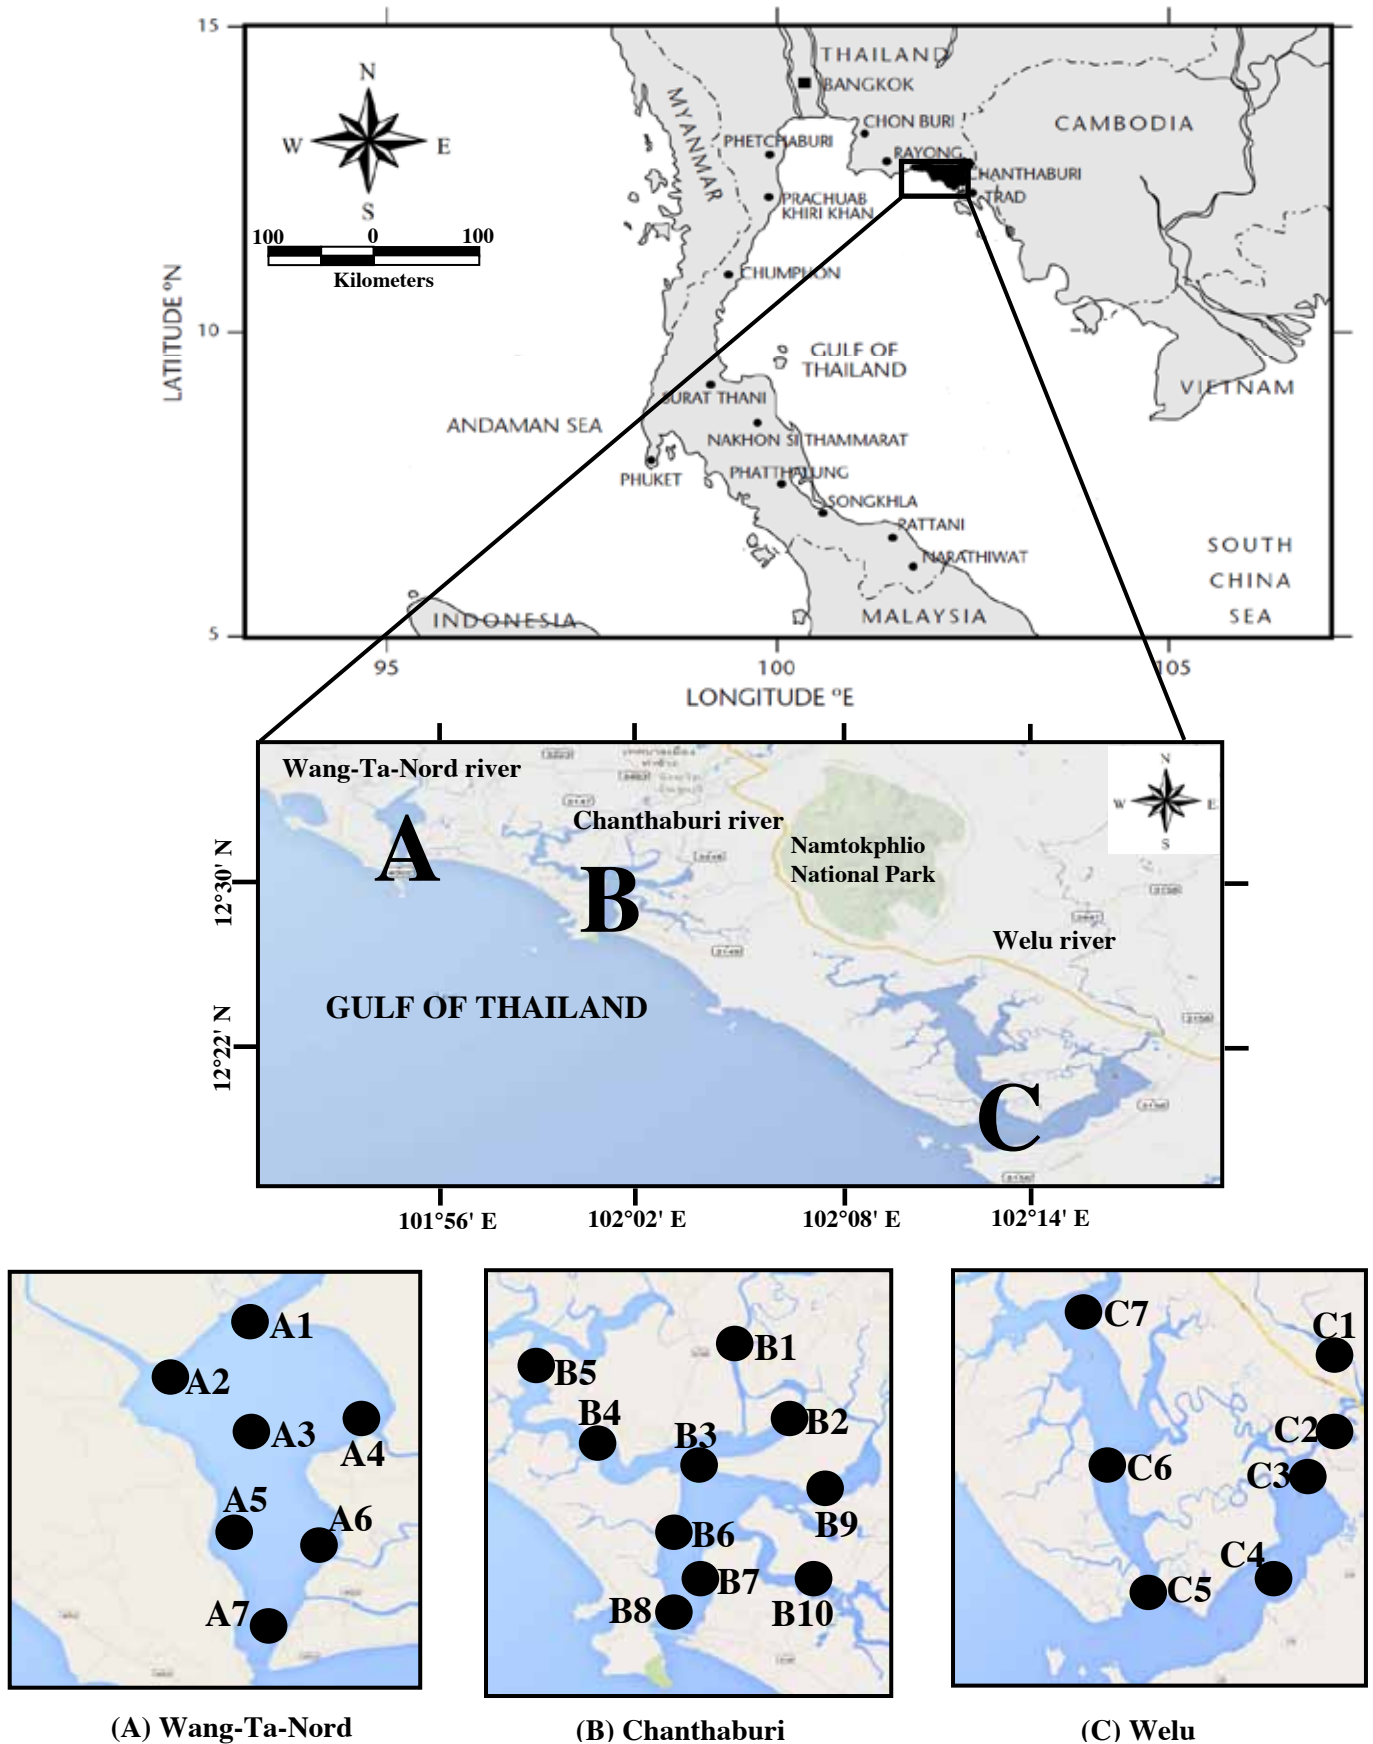 15
THAILAND
BANGKOK
N
W
E
S
MYANMAR
CHON BURI
CAMBODIA
PHETCHABURI
RAYONG
CHANTHABURI
TRAD
PRACHUAB
KHIRI KHAN
100
0
100
Kilometers
CHUMPHON
LATIITUDE ºN
10
GULF OF
THAILAND
VIETNAM
SURAT THANI
ANDAMAN SEA
NAKHON SI THAMMARAT
PHUKET
PHATTHALUNG
SONGKHLA
PATTANI
NARATHIWAT
SOUTH
CHINA
SEA
INDONESIA
MALAYSIA
5
95
100
105
LONGITUDE ºE
Wang-Ta-Nord river
N
W
E
S
Chanthaburi river
A
B
Namtokphlio
National Park
12°30' N
Welu river
GULF OF THAILAND
12°22' N
C
101°56' E
102°02' E
102°08' E
102°14' E
A1
A2
A3
A4
A5
A6
A7
B1
B5
B4
B2
B3
B9
B6
B7
B8
B10
C7
C1
C2
C6
C3
C4
C5
(A) Wang-Ta-Nord
(B) Chanthaburi
(C) Welu